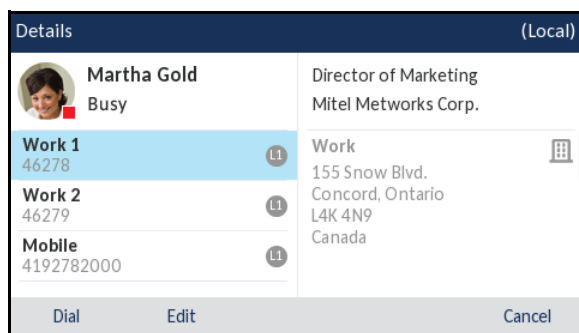 Details
(Local)
Martha Gold
Busy
Work 1
46278
L1
Work 2
46279
L1
Mobile
4192782000
L1
Director of Marketing
Mitel Metworks Corp.
Work
155 Snow Blvd.
Concord, Ontario
L4K 4N9
Canada
Dial
Edit
Cancel